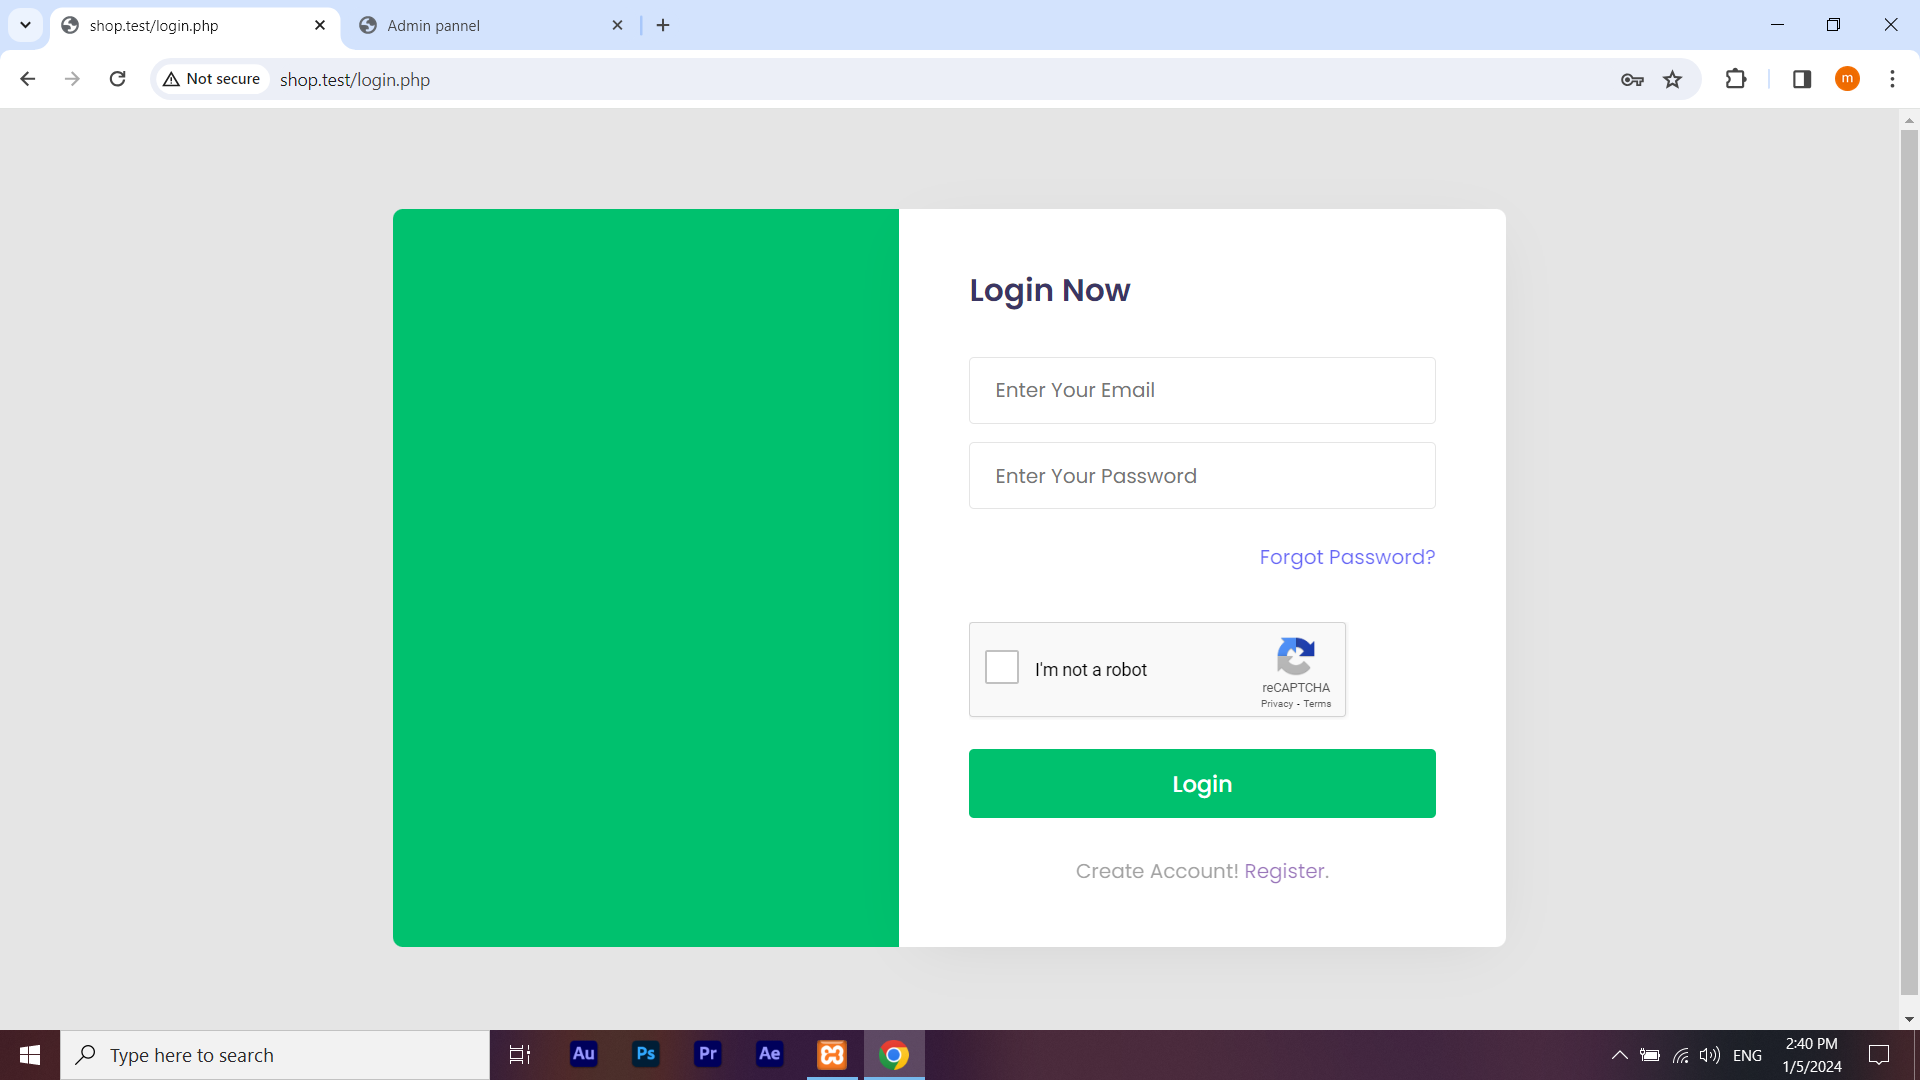 shop.test/login.php
Admin pannel
Not secure
shop.test/login.php
m
Login Now
Enter Your Email
Enter Your Password
Forgot Password?
I'm not a robot
reCAPTCHA
Privacy - Terms
Login
Create Account! Register.
Type here to search
Au
Ps
Pr
Ae
ENG
2:40 PM
1/5/2024